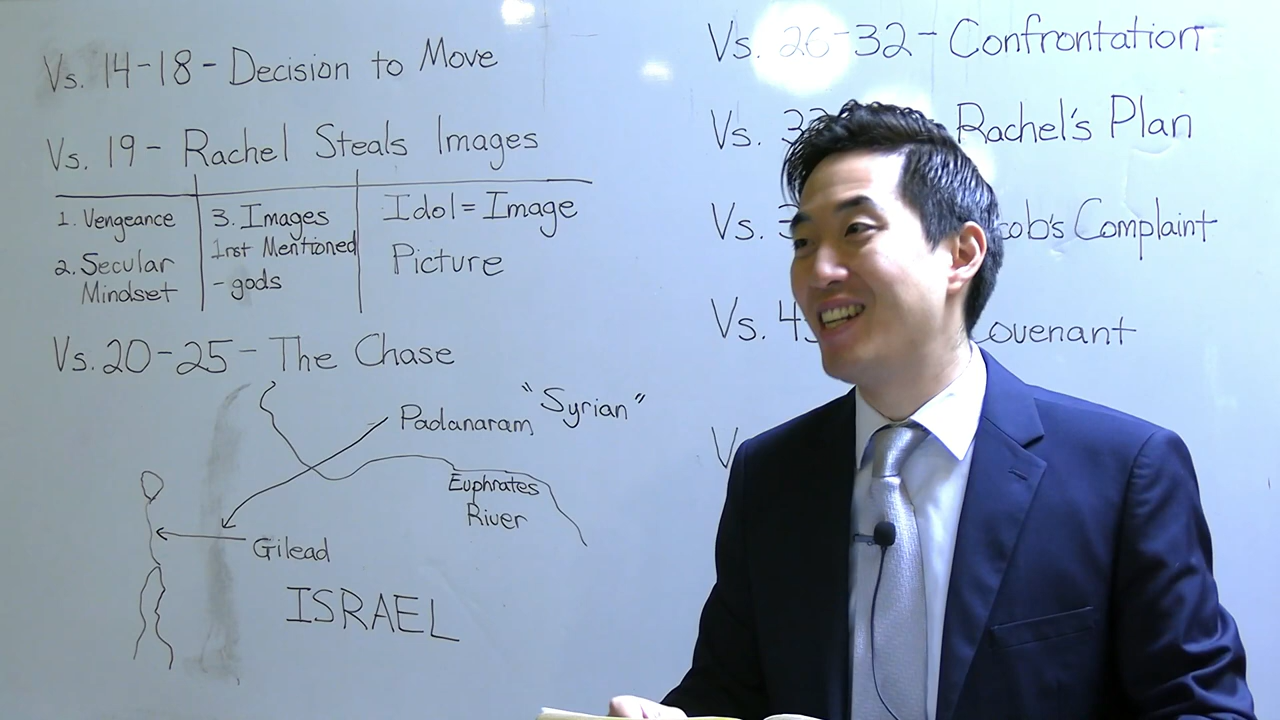 Vs. 14-18 - Decision to Move
Vs. 19 - Rachel Steals Images
1. Vengeance
2. Secular
Mindset
3. Images
1rst Mentioned
- gods
Idol = Image
Picture
Vs. 20-25 - The Chase
Padanaram, "Syrian"
Euphrates
River
Gilead
ISRAEL
Vs. 26-32 - Confrontation
Vs. Rachel's Plan
Vs. Complaint
Vs.
Vs.